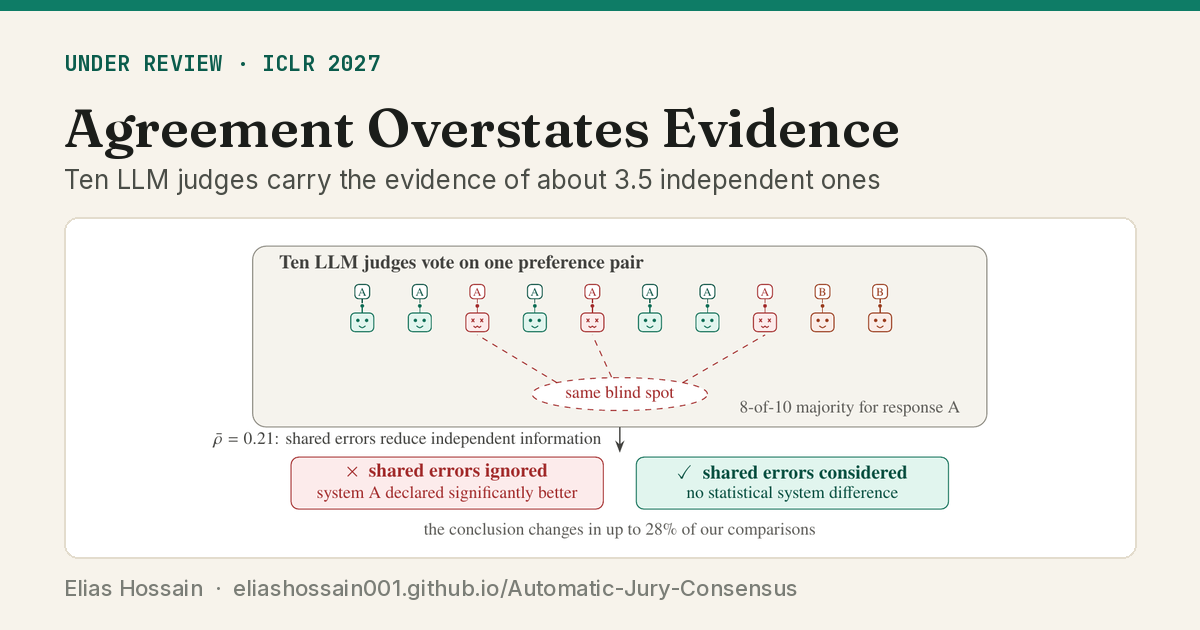 UNDER REVIEW · ICLR 2027
Agreement Overstates Evidence
Ten LLM judges carry the evidence of about 3.5 independent ones
Ten LLM judges vote on one preference pair
A A A A A A A A B B
same blind spot
8-of-10 majority for response A
ρ̄ = 0.21: shared errors reduce independent information
× shared errors ignored
system A declared significantly better
✓ shared errors considered
no statistical system difference
the conclusion changes in up to 28% of our comparisons
Elias Hossain · eliashossain001.github.io/Automatic-Jury-Consensus